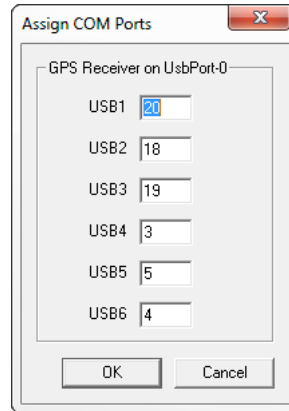 Assign COM Ports
GPS Receiver on UsbPort-0
USB1 20
USB2 18
USB3 19
USB4 3
USB5 5
USB6 4
OK Cancel